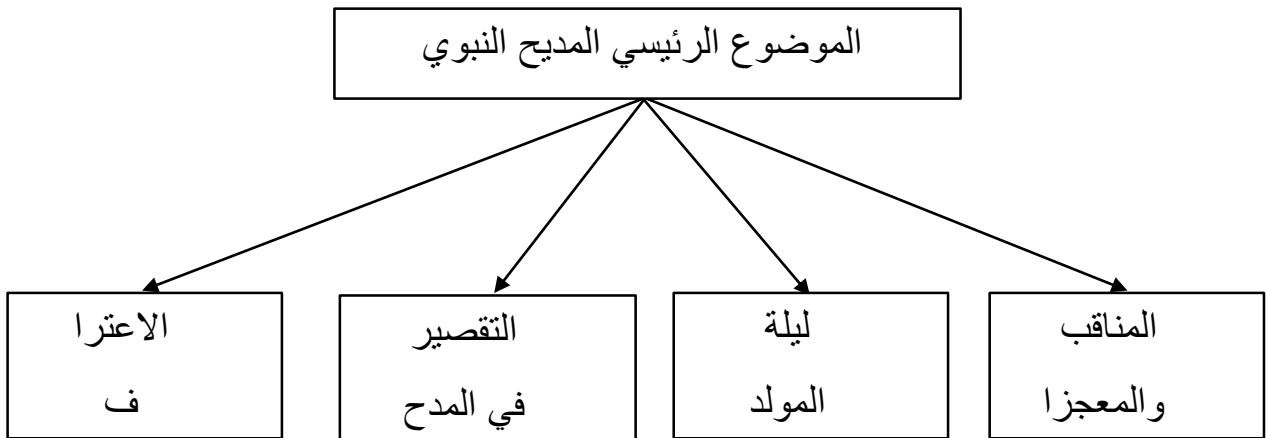 الموضوع الرئيسي المديح النبوي
المناقب
والمعجزا
ليلة
المولد
التقصير
في المدح
الاعترا
ف